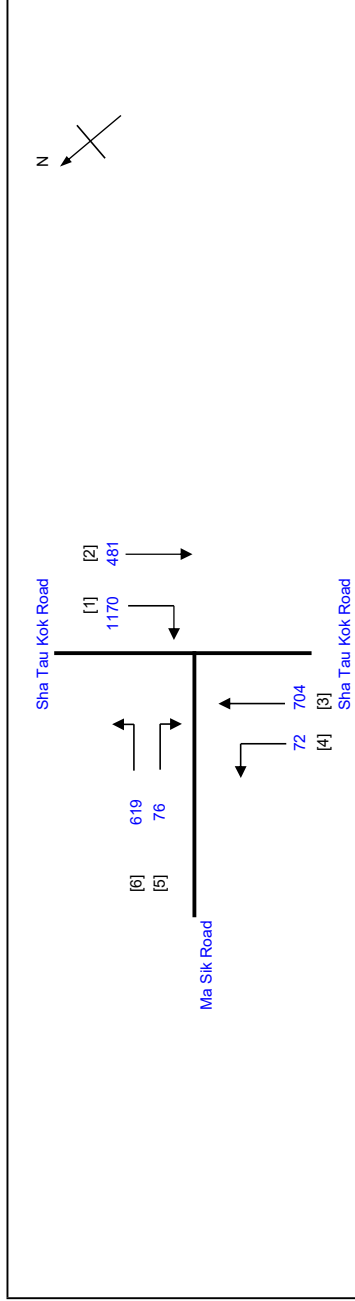 N
Sha Tau Kok Road
[1] [2]
1170 481
[6] 619
[5] 76
Ma Sik Road
72 704
[4] [3]
Sha Tau Kok Road